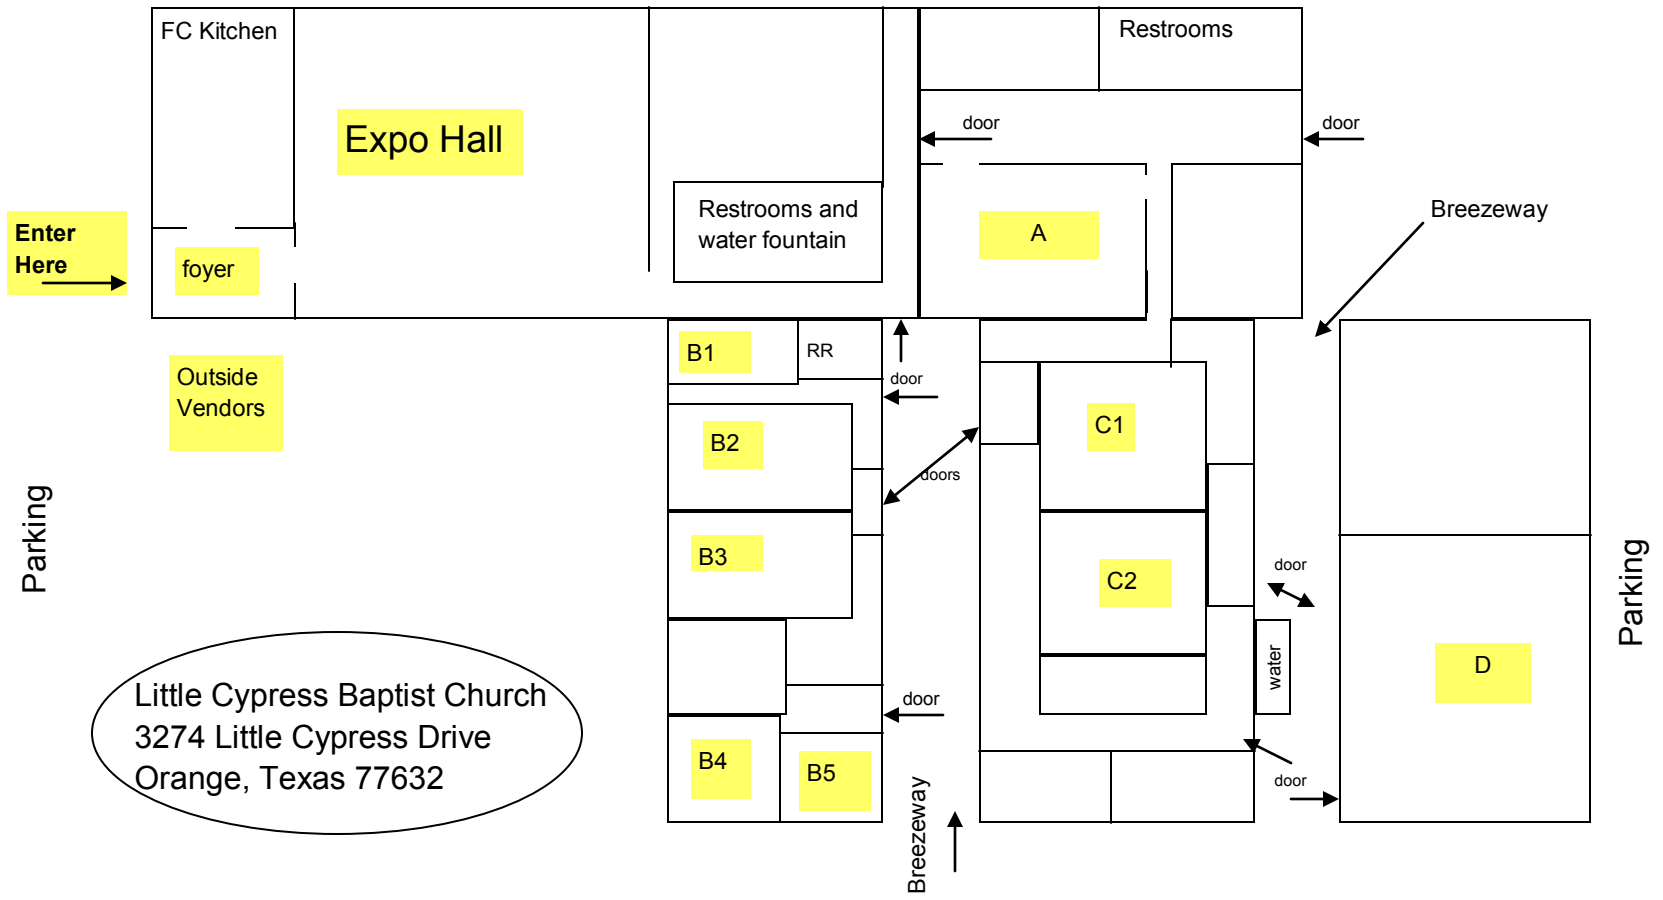 FC Kitchen
Restrooms
Expo Hall
door
door
Enter
Here
foyer
Restrooms and
water fountain
A
Breezeway
B1
RR
door
Outside
Vendors
B2
C1
doors
Parking
B3
C2
door
Parking
Little Cypress Baptist Church
3274 Little Cypress Drive
Orange, Texas 77632
water
D
door
B4
B5
door
Breezeway